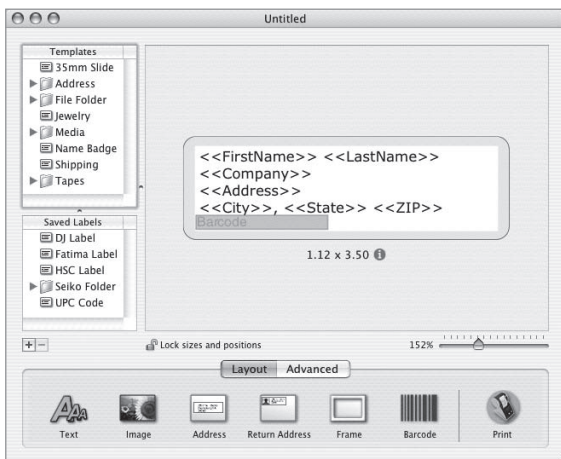 Untitled
Templates
35mm Slide
Address
File Folder
Jewelry
Media
Name Badge
Shipping
Tapes
Saved Labels
DJ Label
Fatima Label
HSC Label
Seiko Folder
UPC Code
<<FirstName>> <<LastName>>
<<Company>>
<<Address>>
<<City>>, <<State>> <<ZIP>>
Barcode
1.12 x 3.50
Lock sizes and positions
152%
Layout Advanced
Text Image Address Return Address Frame Barcode Print